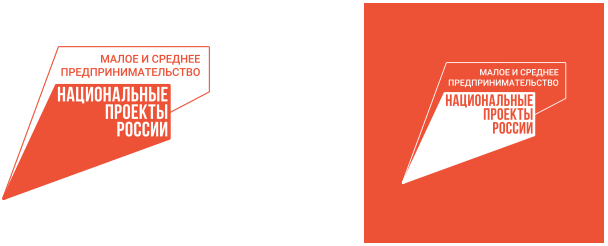 МАЛОЕ И СРЕДНЕЕ
ПРЕДПРИНИМАТЕЛЬСТВО
НАЦИОНАЛЬНЫЕ
ПРОЕКТЫ
РОССИИ
МАЛОЕ И СРЕДНЕЕ
ПРЕДПРИНИМАТЕЛЬСТВО
НАЦИОНАЛЬНЫЕ
ПРОЕКТЫ
РОССИИ